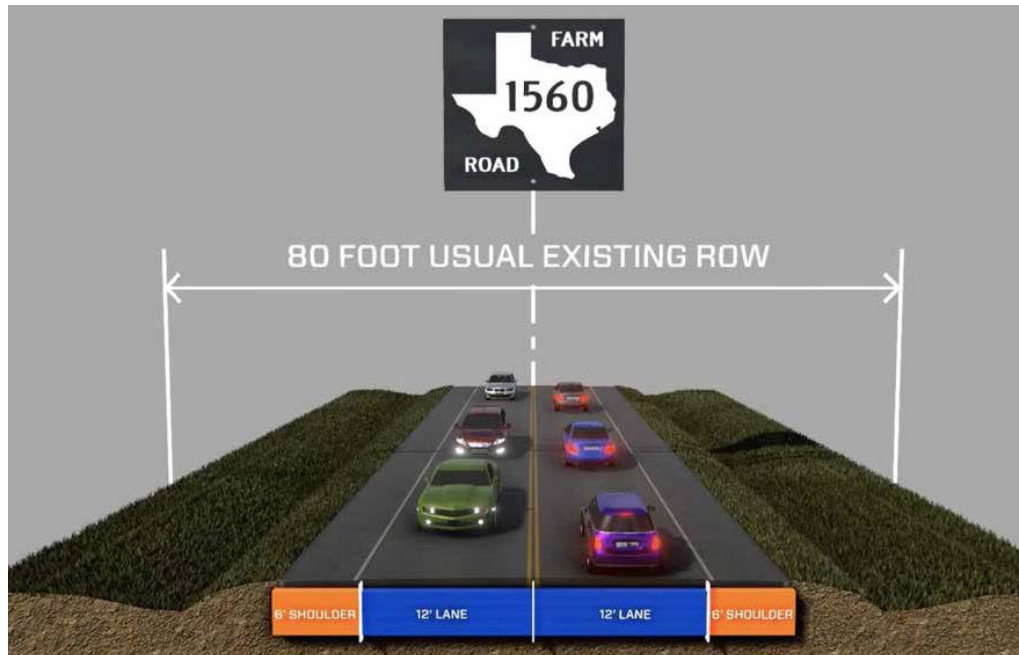 FARM
1560
ROAD
80 FOOT USUAL EXISTING ROW
6' SHOULDER 12' LANE 12' LANE 6' SHOULDER